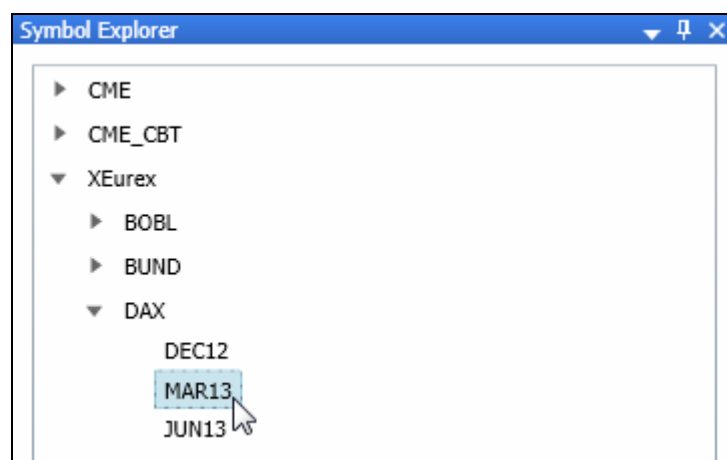 Symbol Explorer
CME
CME_CBT
XEurex
BOBL
BUND
DAX
DEC12
MAR13
JUN13